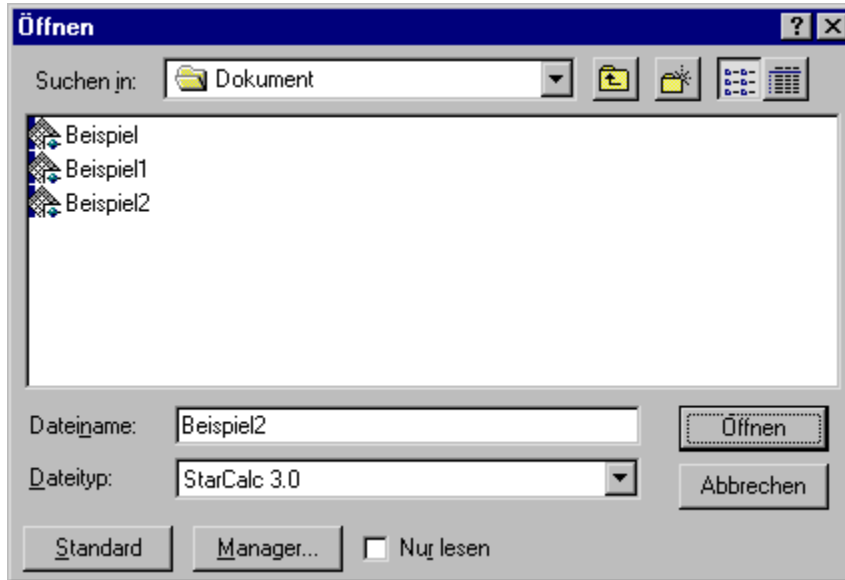 Öffnen
Suchen in: Dokument
Beispiel
Beispiel1
Beispiel2
Dateiname: Beispiel2 Öffnen
Dateityp: StarCalc 3.0 Abbrechen
Standard Manager... Nur lesen